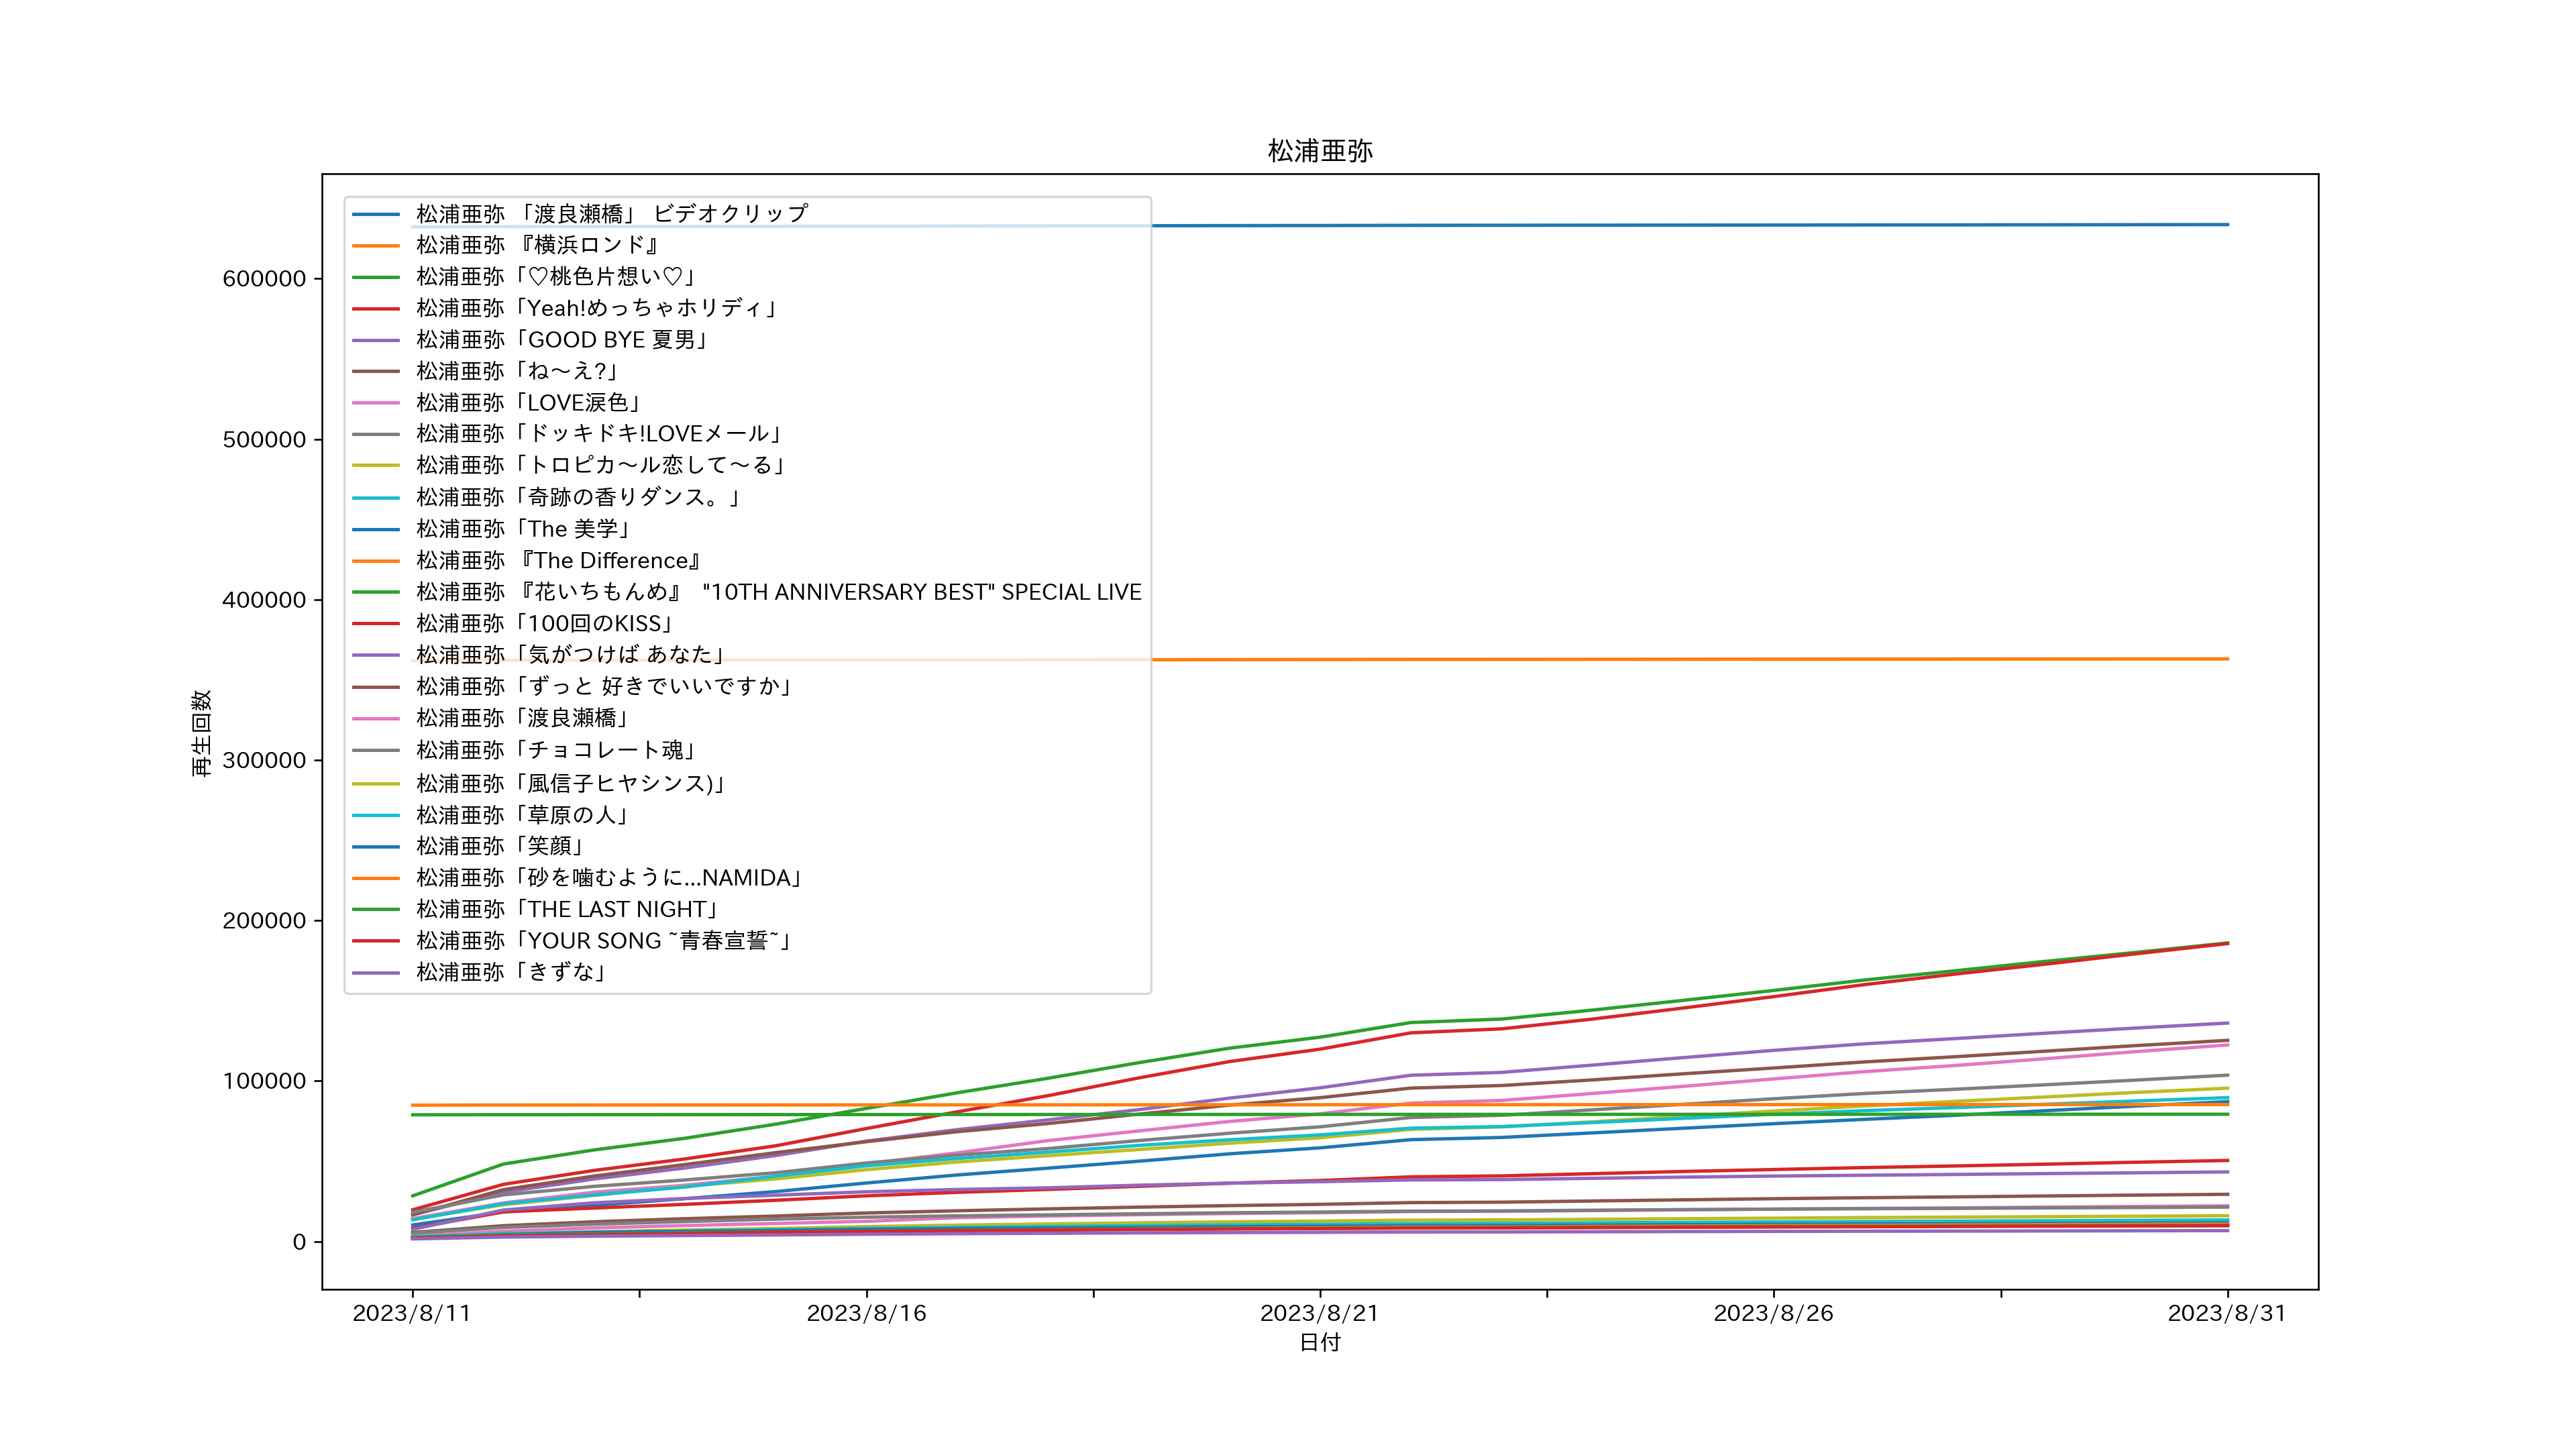 松浦亜弥
松浦亜弥 「渡良瀬橋」 ビデオクリップ
松浦亜弥 『横浜ロンド』
松浦亜弥「♡桃色片想い♡」
松浦亜弥「Yeah!めっちゃホリディ」
松浦亜弥「GOOD BYE 夏男」
松浦亜弥「ね～え?」
松浦亜弥「LOVE涙色」
松浦亜弥「ドッキドキ!LOVEメール」
松浦亜弥「トロピカ～ル恋して～る」
松浦亜弥「奇跡の香りダンス。」
松浦亜弥「The 美学」
松浦亜弥 『The Difference』
松浦亜弥 『花いちもんめ』 "10TH ANNIVERSARY BEST" SPECIAL LIVE
松浦亜弥「100回のKISS」
松浦亜弥「気がつけば あなた」
松浦亜弥「ずっと 好きでいいですか」
松浦亜弥「渡良瀬橋」
松浦亜弥「チョコレート魂」
松浦亜弥「風信子ヒヤシンス)」
松浦亜弥「草原の人」
松浦亜弥「笑顔」
松浦亜弥「砂を噛むように…NAMIDA」
松浦亜弥「THE LAST NIGHT」
松浦亜弥「YOUR SONG ~青春宣誓~」
松浦亜弥「きずな」
再生回数
600000
500000
400000
300000
200000
100000
0
2023/8/11 2023/8/16 2023/8/21 2023/8/26 2023/8/31
日付